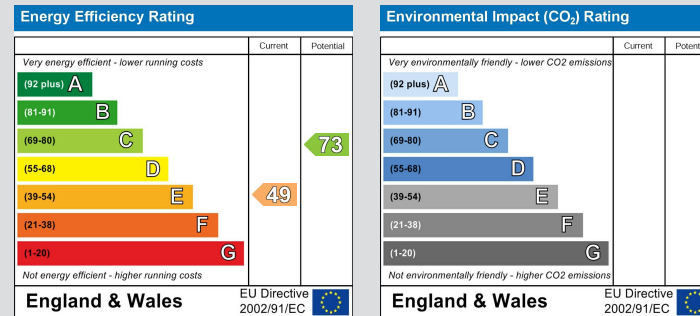 Energy Efficiency Rating
Current Potential
Very energy efficient - lower running costs
(92 plus) A
(81-91) B
(69-80) C
73
(55-68) D
(39-54) E
49
(21-38) F
(1-20) G
Not energy efficient - higher running costs
England & Wales
EU Directive
2002/91/EC
Environmental Impact (CO₂) Rating
Current Potent
Very environmentally friendly - lower CO2 emissions
(92 plus) A
(81-91) B
(69-80) C
(55-68) D
(39-54) E
(21-38) F
(1-20) G
Not environmentally friendly - higher CO2 emissions
England & Wales
EU Directive
2002/91/EC